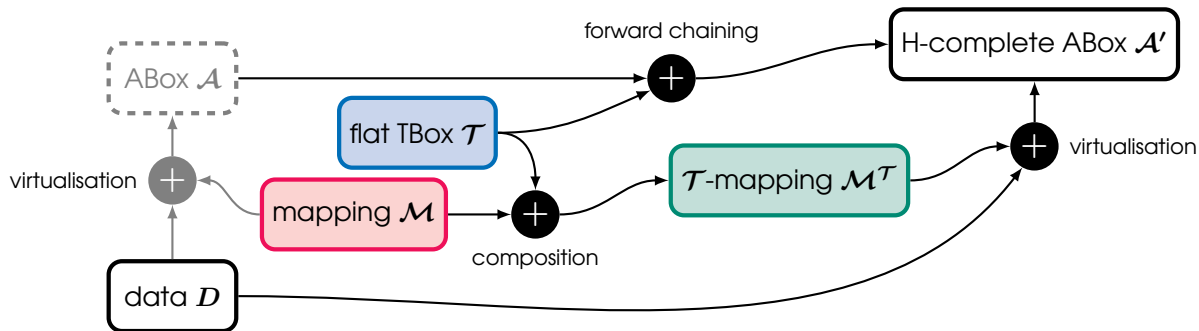 forward chaining
H-complete ABox 𝒜′
ABox 𝒜
+
flat TBox 𝒯
+
virtualisation
virtualisation
+
𝒯-mapping ℳ^𝒯
mapping ℳ
+
composition
data D